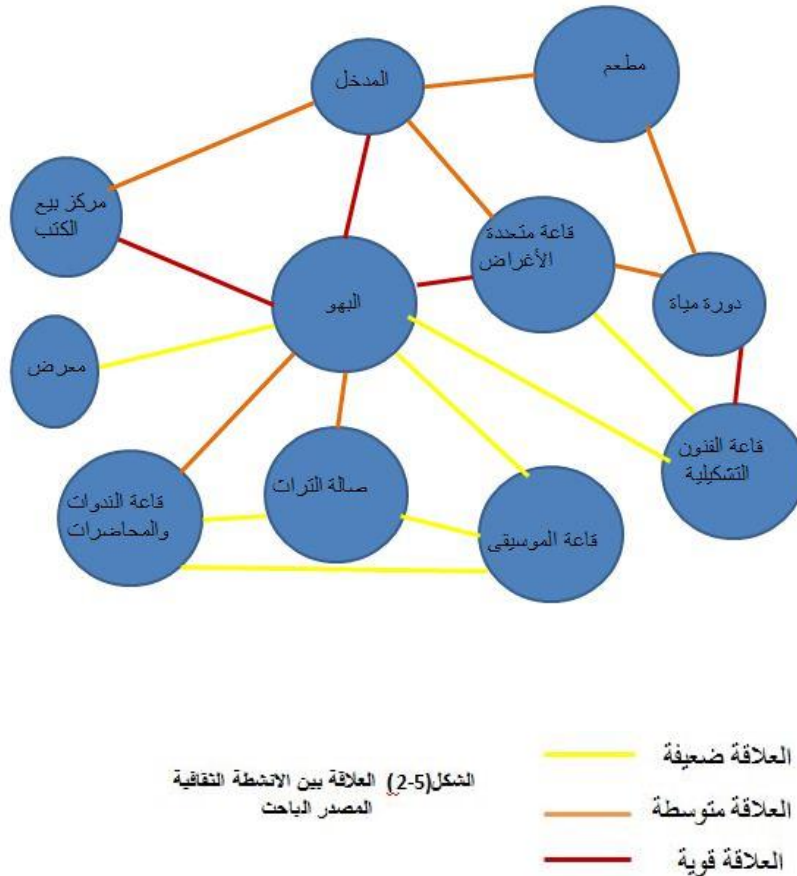 مطعم
المدخل
مركز بيع
الكتب
قاعة متحدة
الأغراض
البهو
دورة مياة
معرض
قاعة الفنون
التشكيلية
صالة التراث
قاعة الندوات
والمحاضرات
قاعة الموسيقى
العلاقة ضعيفة
الشكل(5-2) العلاقة بين الانشطة الثقافية
المصدر الباحث
العلاقة متوسطة
العلاقة قوية